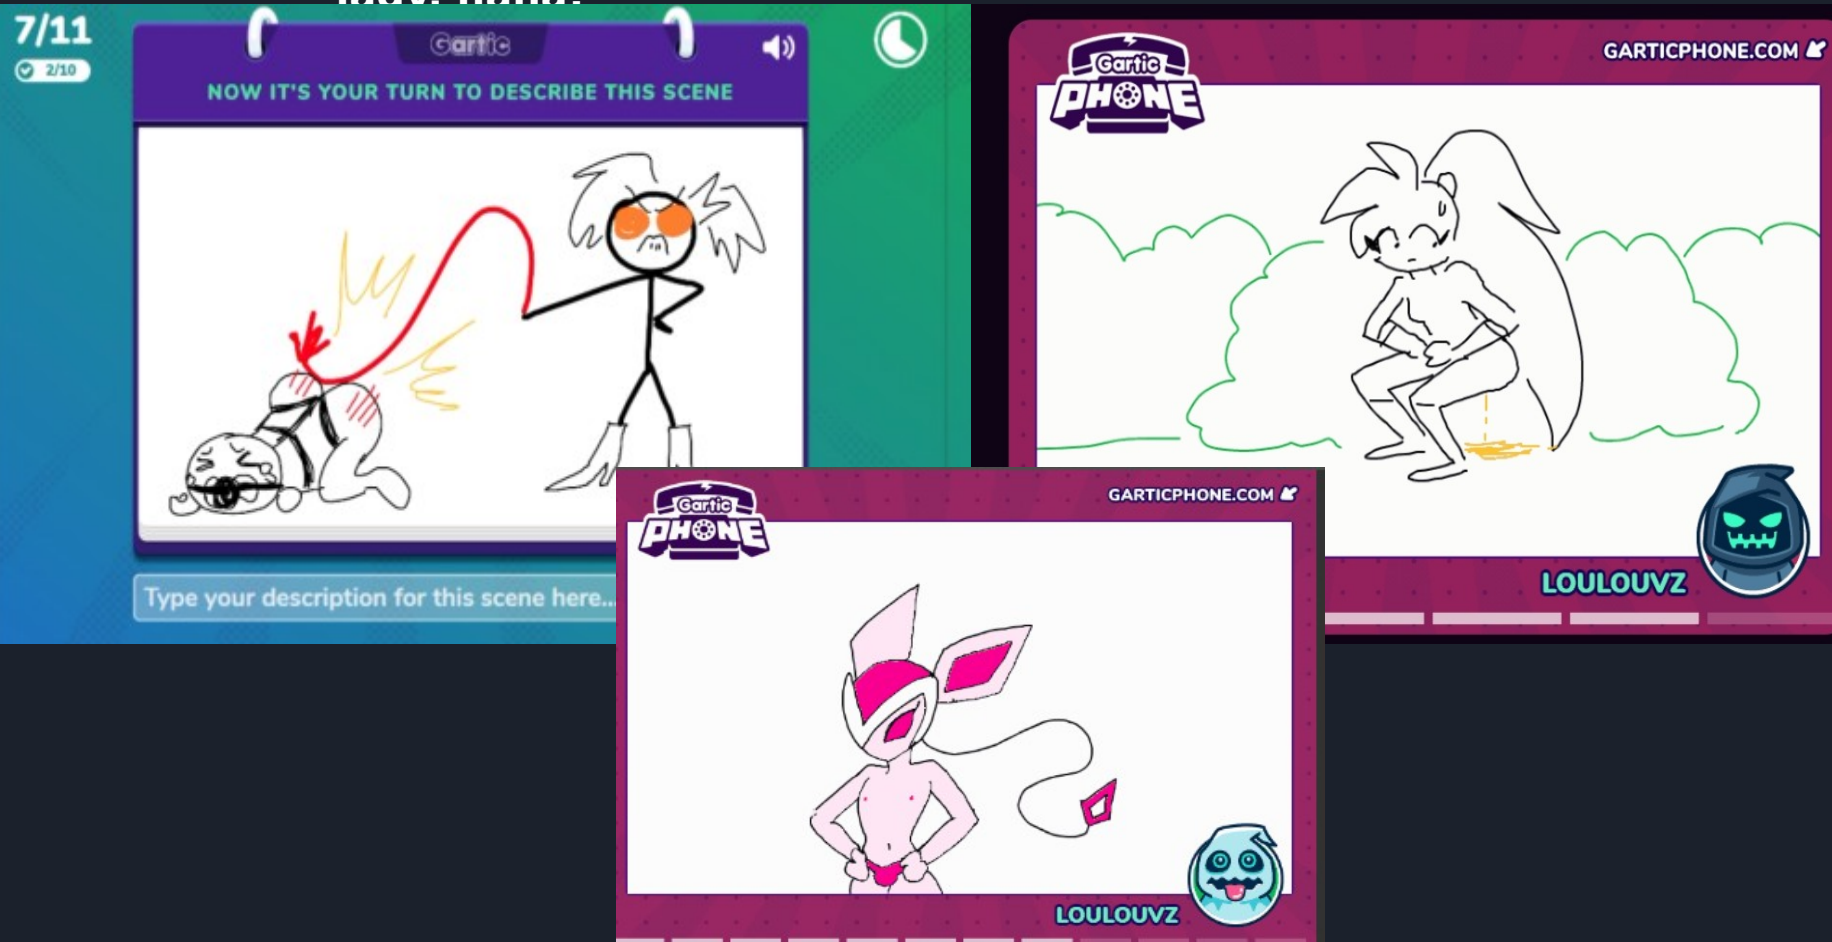 7/11
2/10
Gartic
NOW IT'S YOUR TURN TO DESCRIBE THIS SCENE
Type your description for this scene here...
Gartic
PHONE
GARTICPHONE.COM
LOULOUVZ
Gartic
PHONE
GARTICPHONE.COM
LOULOUVZ